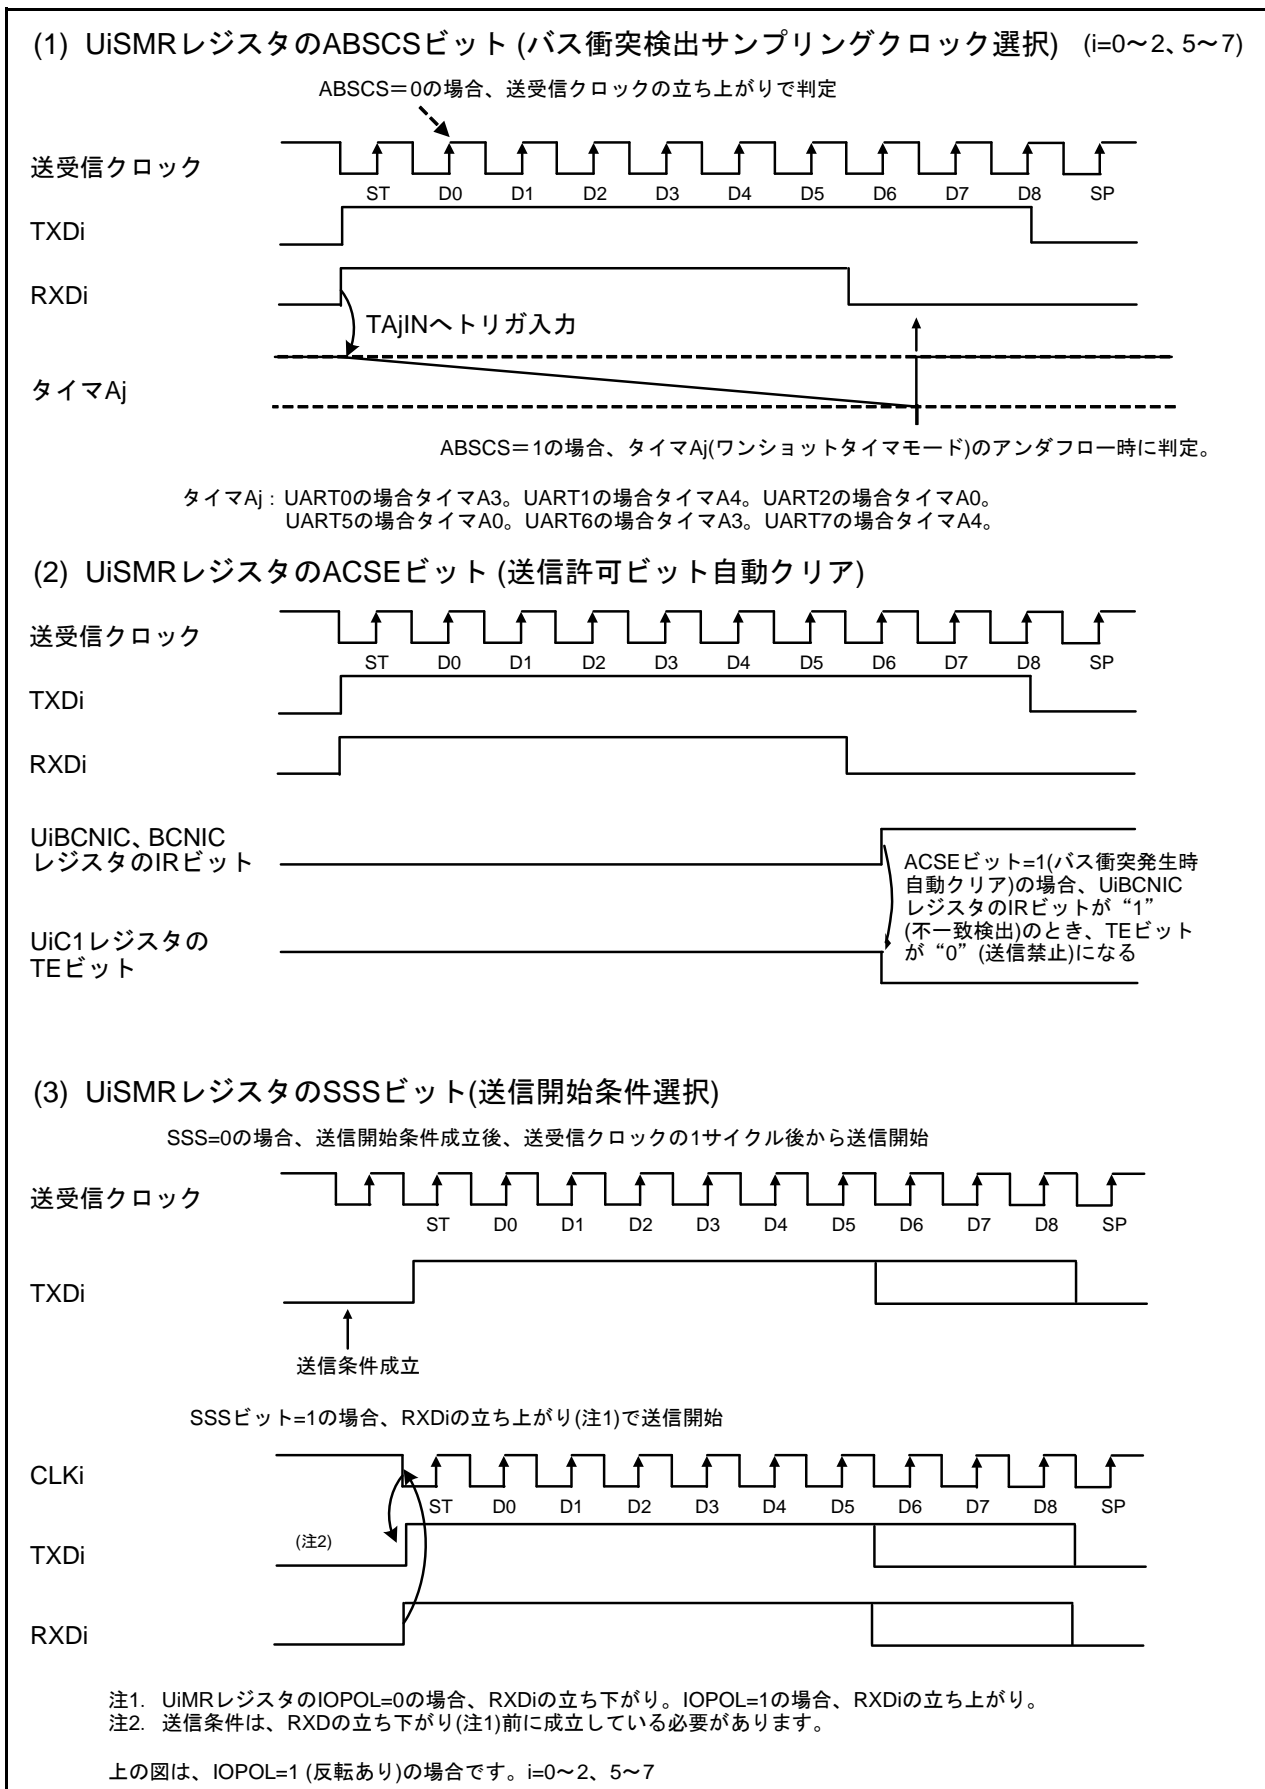 (1) UiSMRレジスタのABSCSビット (バス衝突検出サンプリングクロック選択) (i=0～2、5～7)
ABSCS＝0の場合、送受信クロックの立ち上がりで判定
送受信クロック
ST D0 D1 D2 D3 D4 D5 D6 D7 D8 SP
TXDi
RXDi
TAjINへトリガ入力
タイマAj
ABSCS＝1の場合、タイマAj(ワンショットタイマモード)のアンダフロー時に判定。
タイマAj : UART0の場合タイマA3。UART1の場合タイマA4。UART2の場合タイマA0。
UART5の場合タイマA0。UART6の場合タイマA3。UART7の場合タイマA4。
(2) UiSMRレジスタのACSEビット (送信許可ビット自動クリア)
送受信クロック
ST D0 D1 D2 D3 D4 D5 D6 D7 D8 SP
TXDi
RXDi
UiBCNIC、BCNIC
レジスタのIRビット
ACSEビット=1(バス衝突発生時
自動クリア)の場合、UiBCNIC
レジスタのIRビットが“1”
(不一致検出)のとき、TEビット
が“0”(送信禁止)になる
UiC1レジスタの
TEビット
(3) UiSMRレジスタのSSSビット(送信開始条件選択)
SSS=0の場合、送信開始条件成立後、送受信クロックの1サイクル後から送信開始
送受信クロック
ST D0 D1 D2 D3 D4 D5 D6 D7 D8 SP
TXDi
送信条件成立
SSSビット=1の場合、RXDiの立ち上がり(注1)で送信開始
CLKi
ST D0 D1 D2 D3 D4 D5 D6 D7 D8 SP
TXDi
(注2)
RXDi
注1. UiMRレジスタのIOPOL=0の場合、RXDiの立ち下がり。IOPOL=1の場合、RXDiの立ち上がり。
注2. 送信条件は、RXDの立ち下がり(注1)前に成立している必要があります。
上の図は、IOPOL=1 (反転あり)の場合です。i=0～2、5～7